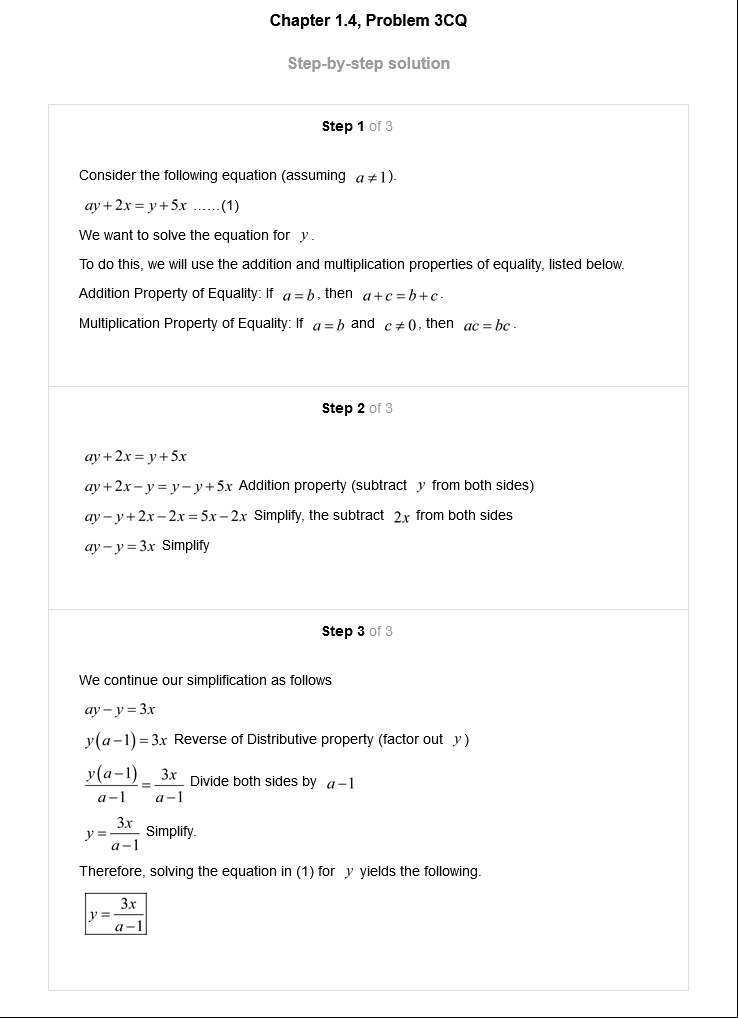 Chapter 1.4, Problem 3CQ
Step-by-step solution
Step 1 of 3
Consider the following equation (assuming a ≠ 1).
ay + 2x = y + 5x ……(1)
We want to solve the equation for y.
To do this, we will use the addition and multiplication properties of equality, listed below.
Addition Property of Equality: If a = b, then a + c = b + c.
Multiplication Property of Equality: If a = b and c ≠ 0, then ac = bc.
Step 2 of 3
ay + 2x = y + 5x
ay + 2x − y = y − y + 5x Addition property (subtract y from both sides)
ay − y + 2x − 2x = 5x − 2x Simplify, the subtract 2x from both sides
ay − y = 3x Simplify
Step 3 of 3
We continue our simplification as follows
ay − y = 3x
y(a − 1) = 3x Reverse of Distributive property (factor out y)
y(a − 1)/a − 1 = 3x/a − 1 Divide both sides by a − 1
y = 3x/a − 1 Simplify.
Therefore, solving the equation in (1) for y yields the following.
y = 3x/a − 1